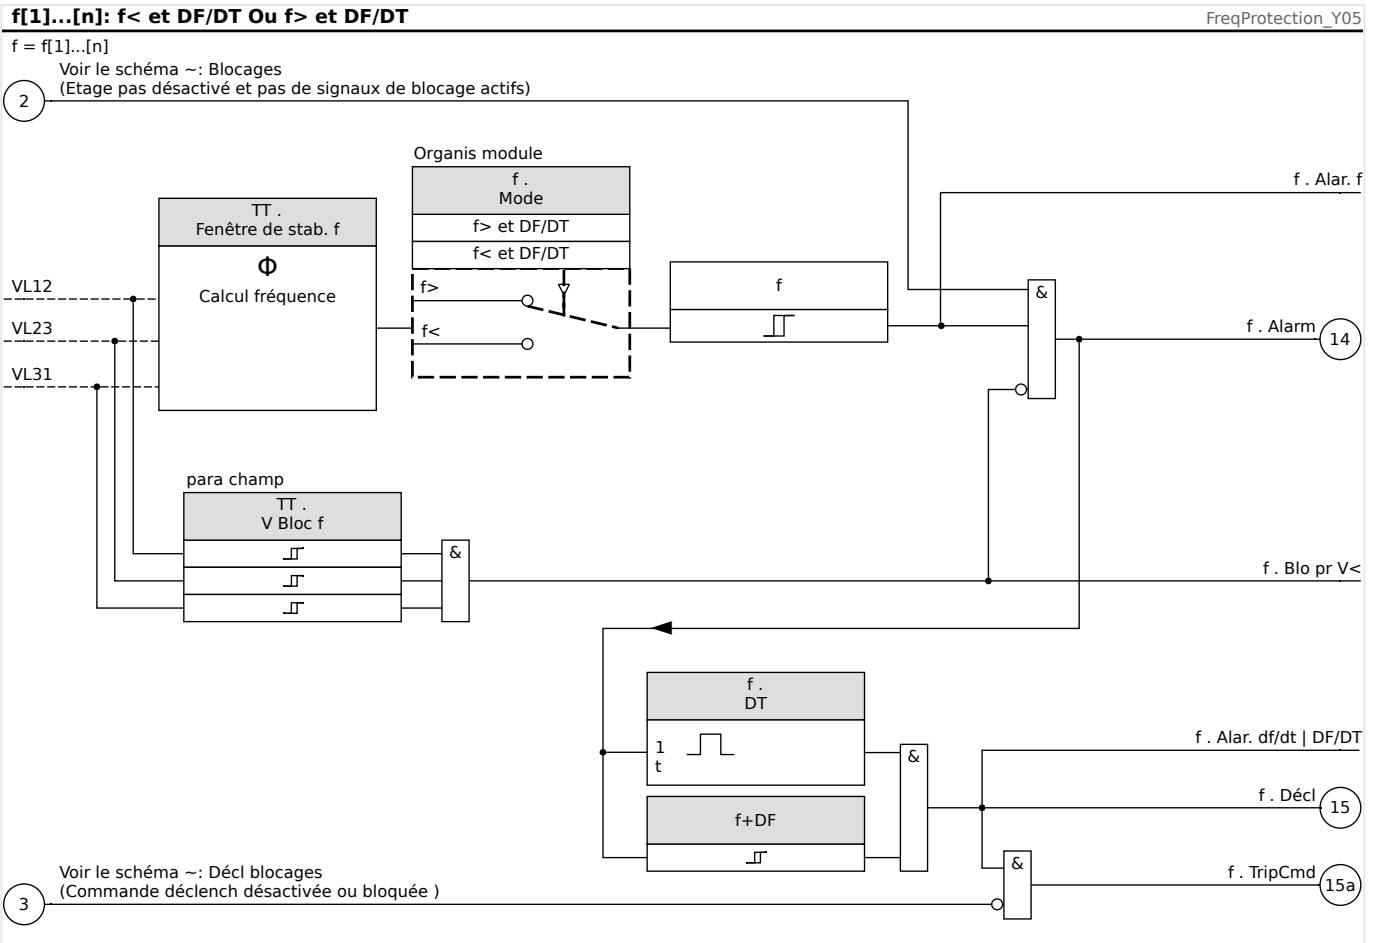 f[1]...[n]: f< et DF/DT Ou f> et DF/DT
FreqProtection_Y05
f = f[1]...[n]
Voir le schéma ~: Blocages
(Etage pas désactivé et pas de signaux de blocage actifs)
2
Organis module
f .
Mode
f> et DF/DT
f< et DF/DT
f . Alar. f
TT .
Fenêtre de stab. f
Φ
Calcul fréquence
VL12
VL23
VL31
f>
f<
f
&
f . Alarm
14
para champ
TT .
V Bloc f
&
f . Blo pr V<
f .
DT
1
t
&
f . Alar. df/dt | DF/DT
f+DF
f . Décl
15
Voir le schéma ~: Décl blocages
(Commande déclench désactivée ou bloquée )
3
&
f . TripCmd
15a